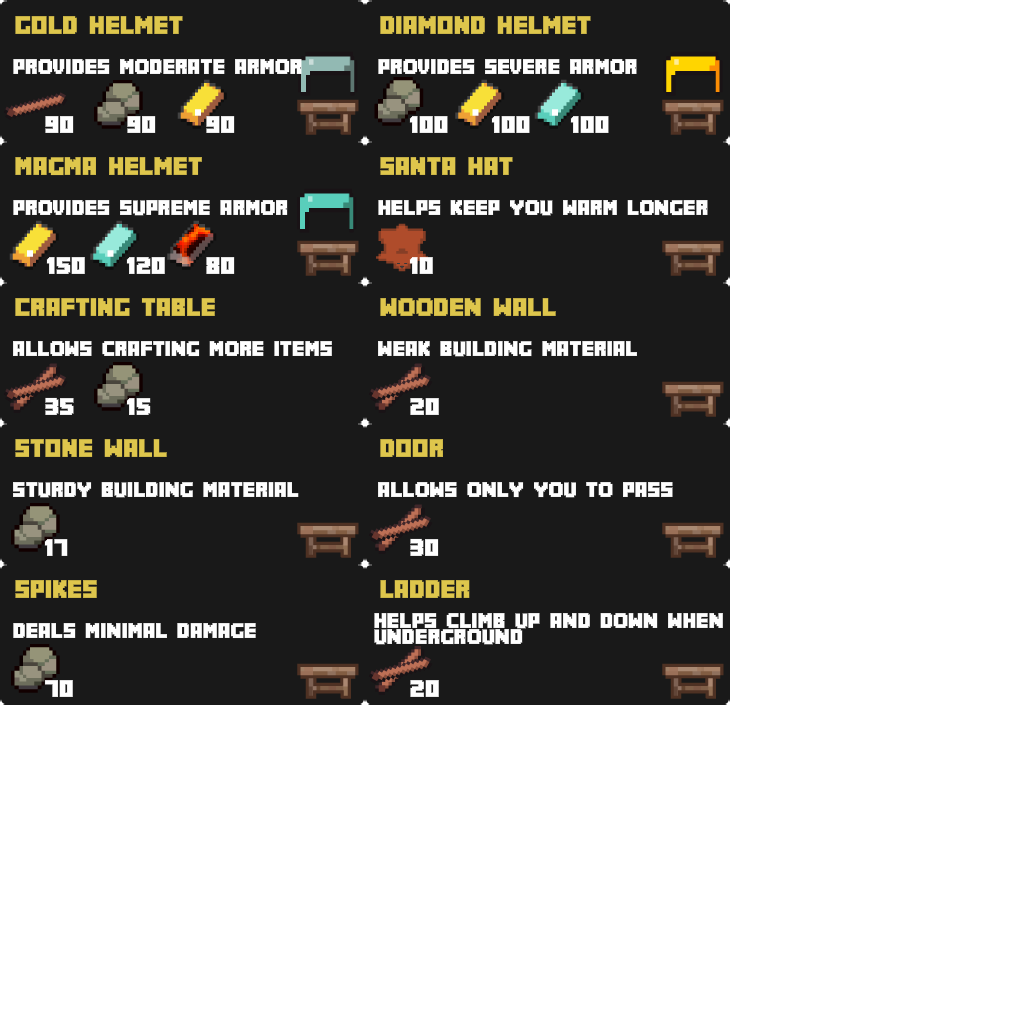 GOLD HELMET
PROVIDES MODERATE ARMOR
90 90 90
DIAMOND HELMET
PROVIDES SEVERE ARMOR
100 100 100
MAGMA HELMET
PROVIDES SUPREME ARMOR
150 120 80
SANTA HAT
HELPS KEEP YOU WARM LONGER
10
CRAFTING TABLE
ALLOWS CRAFTING MORE ITEMS
35 15
WOODEN WALL
WEAK BUILDING MATERIAL
20
STONE WALL
STURDY BUILDING MATERIAL
17
DOOR
ALLOWS ONLY YOU TO PASS
30
SPIKES
DEALS MINIMAL DAMAGE
70
LADDER
HELPS CLIMB UP AND DOWN WHEN
UNDERGROUND
20